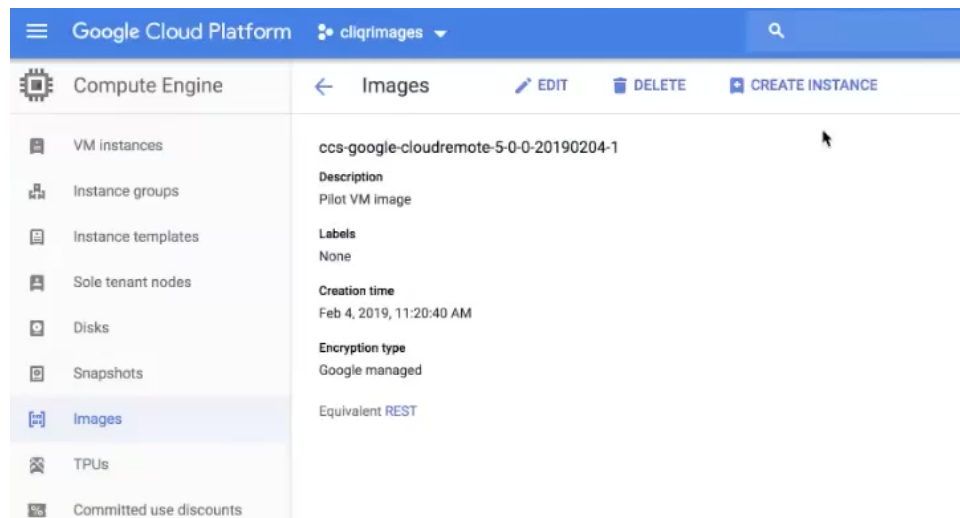 Google Cloud Platform cliqrimages
Compute Engine
Images EDIT DELETE CREATE INSTANCE
VM instances
Instance groups
Instance templates
Sole tenant nodes
Disks
Snapshots
Images
TPUs
Committed use discounts
ccs-google-cloudremote-5-0-0-20190204-1
Description
Pilot VM image
Labels
None
Creation time
Feb 4, 2019, 11:20:40 AM
Encryption type
Google managed
Equivalent REST